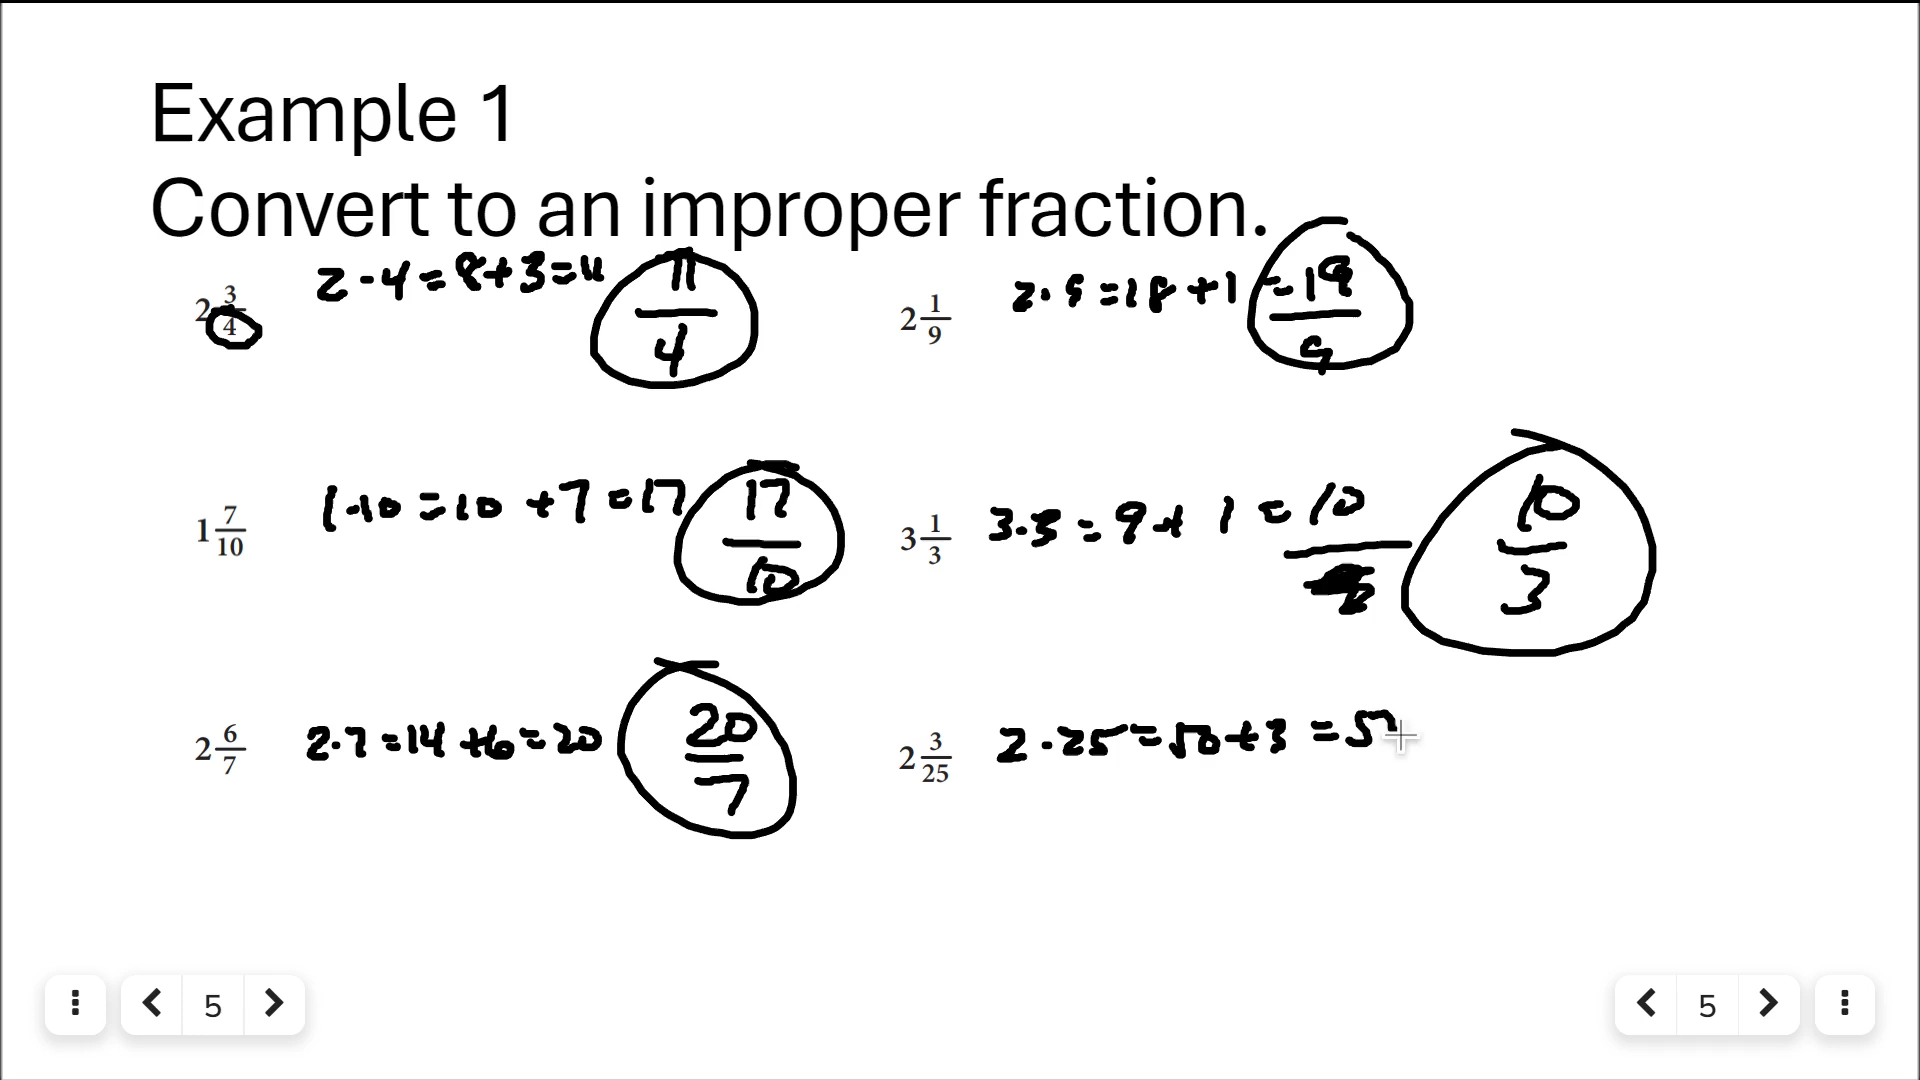 Example 1
Convert to an improper fraction.
2 3/4 2 · 4 = 8 + 3 = 11 11/4
2 1/9 2 · 9 = 18 + 1 = 19/9
1 7/10 1 · 10 = 10 + 7 = 17 17/10
3 1/3 3 · 3 = 9 + 1 = 10 10/3
2 6/7 2 · 7 = 14 + 6 = 20 20/7
2 3/25 2 · 25 = 50 + 3 = 5
5 5